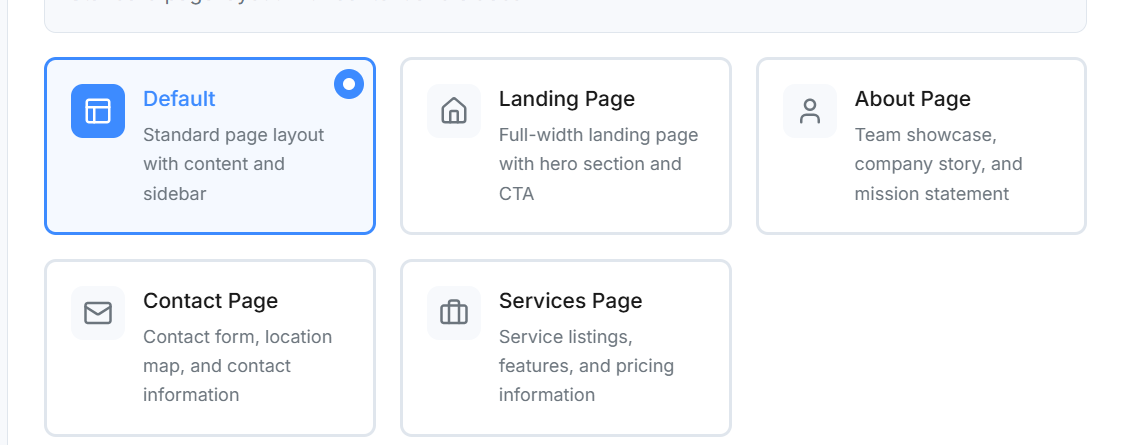 Default
Standard page layout
with content and
sidebar
Landing Page
Full-width landing page
with hero section and
CTA
About Page
Team showcase,
company story, and
mission statement
Contact Page
Contact form, location
map, and contact
information
Services Page
Service listings,
features, and pricing
information